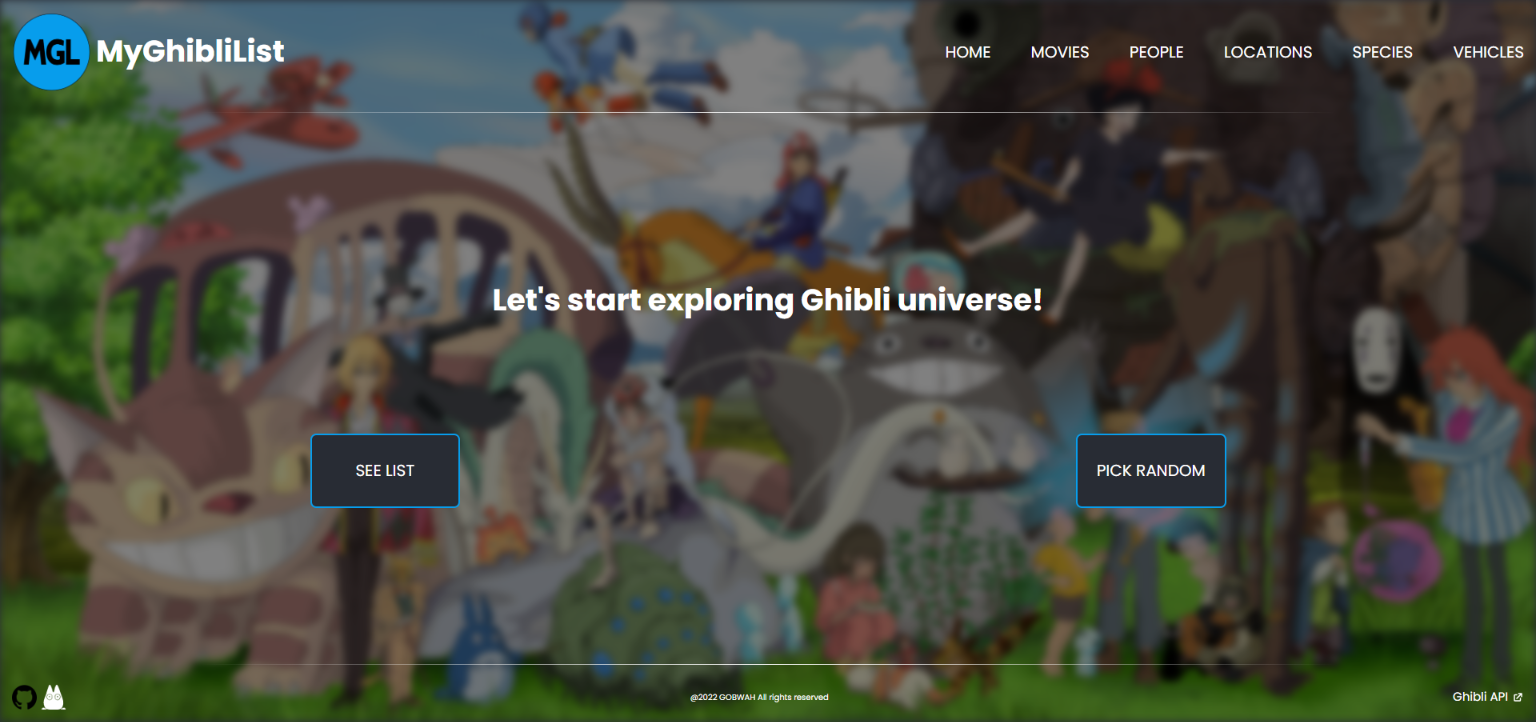 MGL MyGhibliList HOME MOVIES PEOPLE LOCATIONS SPECIES VEHICLES
Let's start exploring Ghibli universe!
SEE LIST PICK RANDOM
@2022 GOBWAH All rights reserved Ghibli API